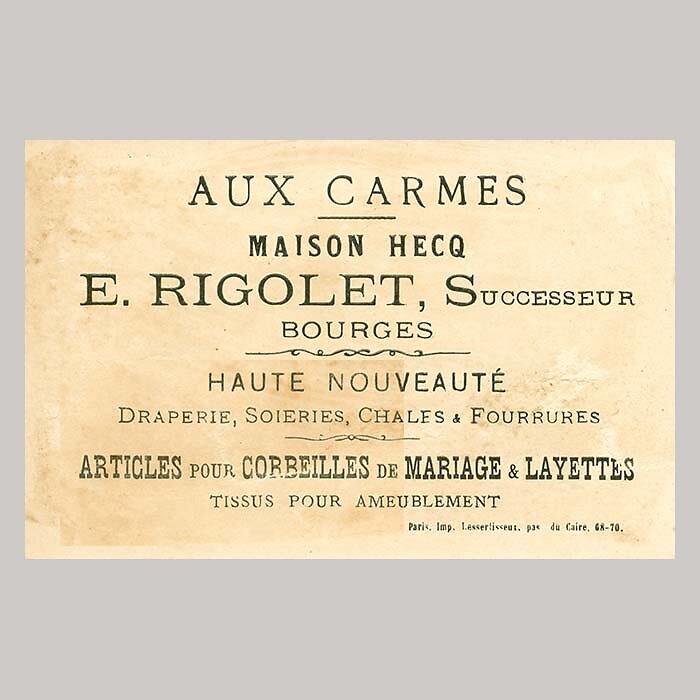 AUX CARMES
MAISON HECQ
E. RIGOLET, SUCCESSEUR
BOURGES
HAUTE NOUVEAUTÉ
DRAPERIE, SOIERIES, CHALES & FOURRURES
ARTICLES POUR CORBEILLES DE MARIAGE & LAYETTES
TISSUS POUR AMEUBLEMENT
Paris. Imp. Lessertisseux, pas du Caire, 68-70.